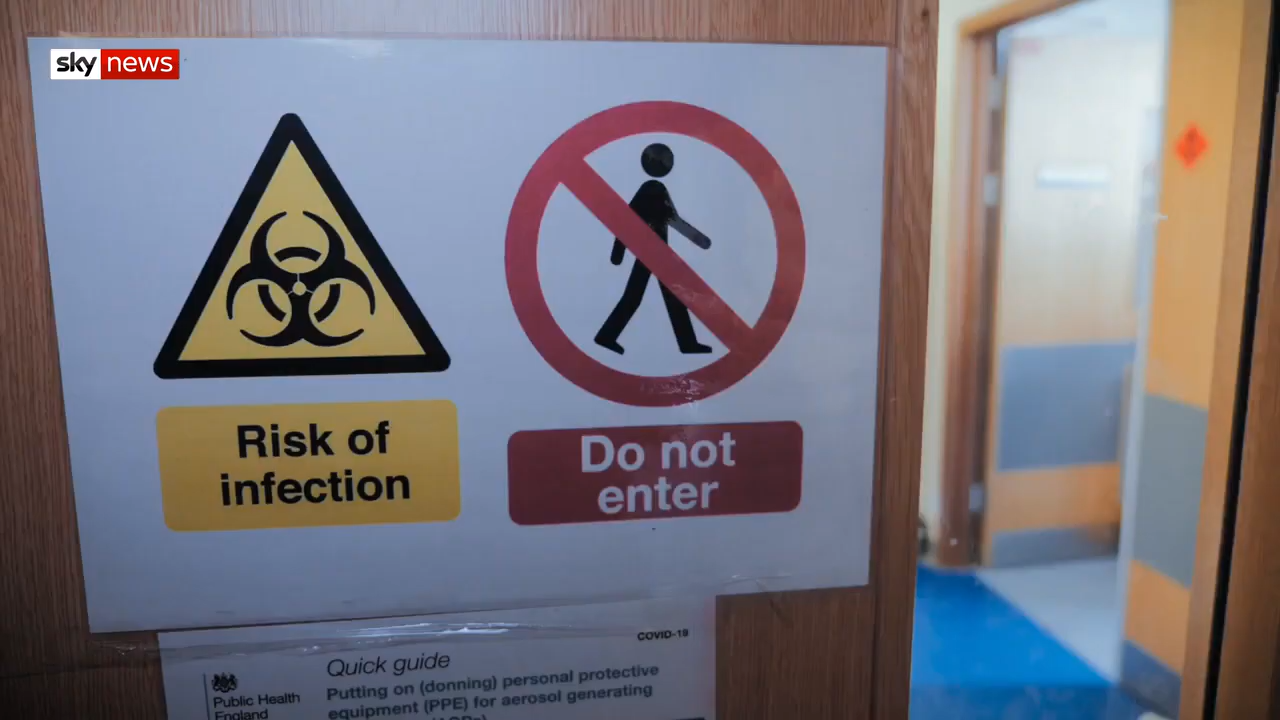 sky news
Risk of
infection
Do not
enter
COVID-19
Quick guide
Public Health
England
Putting on (donning) personal protective
equipment (PPE) for aerosol generating